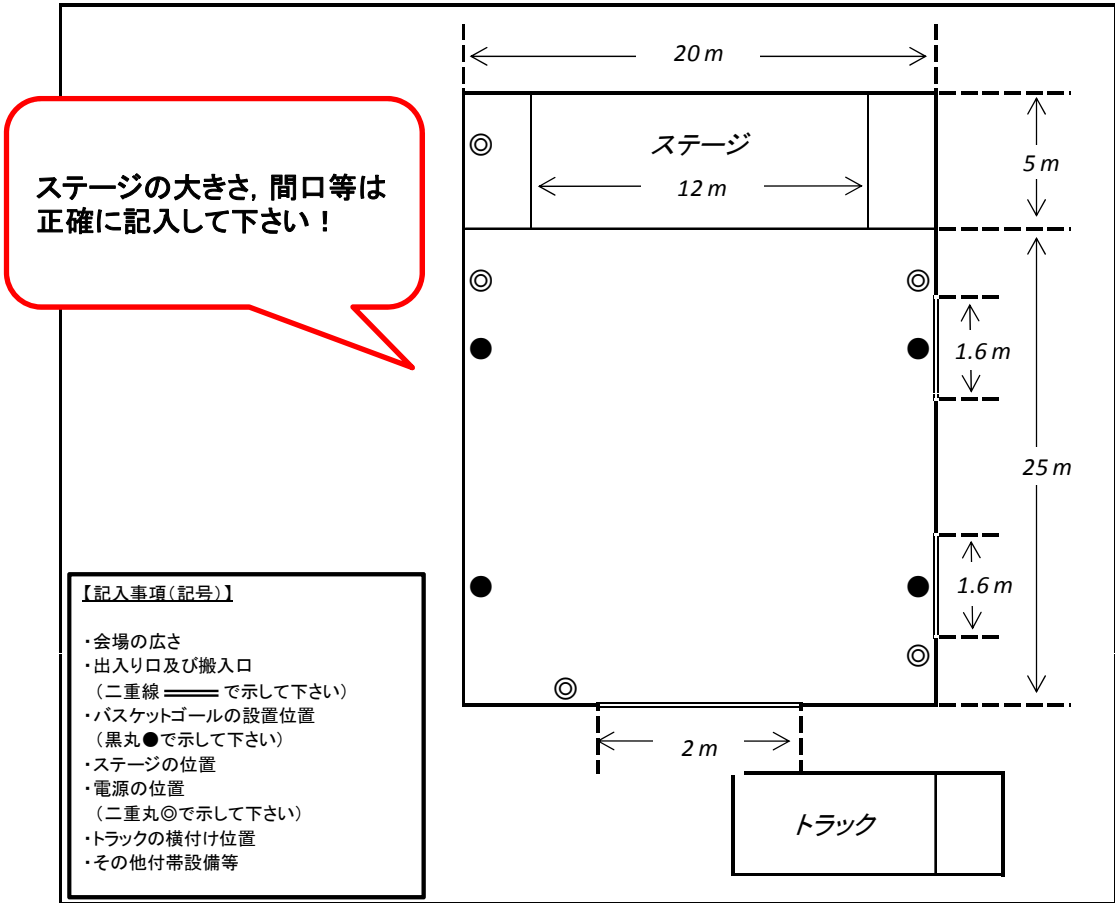 20 m
ステージ
12 m
5 m
ステージの大きさ, 間口等は
正確に記入して下さい！
1.6 m
25 m
1.6 m
【記入事項（記号）】
・会場の広さ
・出入り口及び搬入口
（二重線 ═══ で示して下さい）
・バスケットゴールの設置位置
（黒丸●で示して下さい）
・ステージの位置
・電源の位置
（二重丸◎で示して下さい）
・トラックの横付け位置
・その他付帯設備等
2 m
トラック